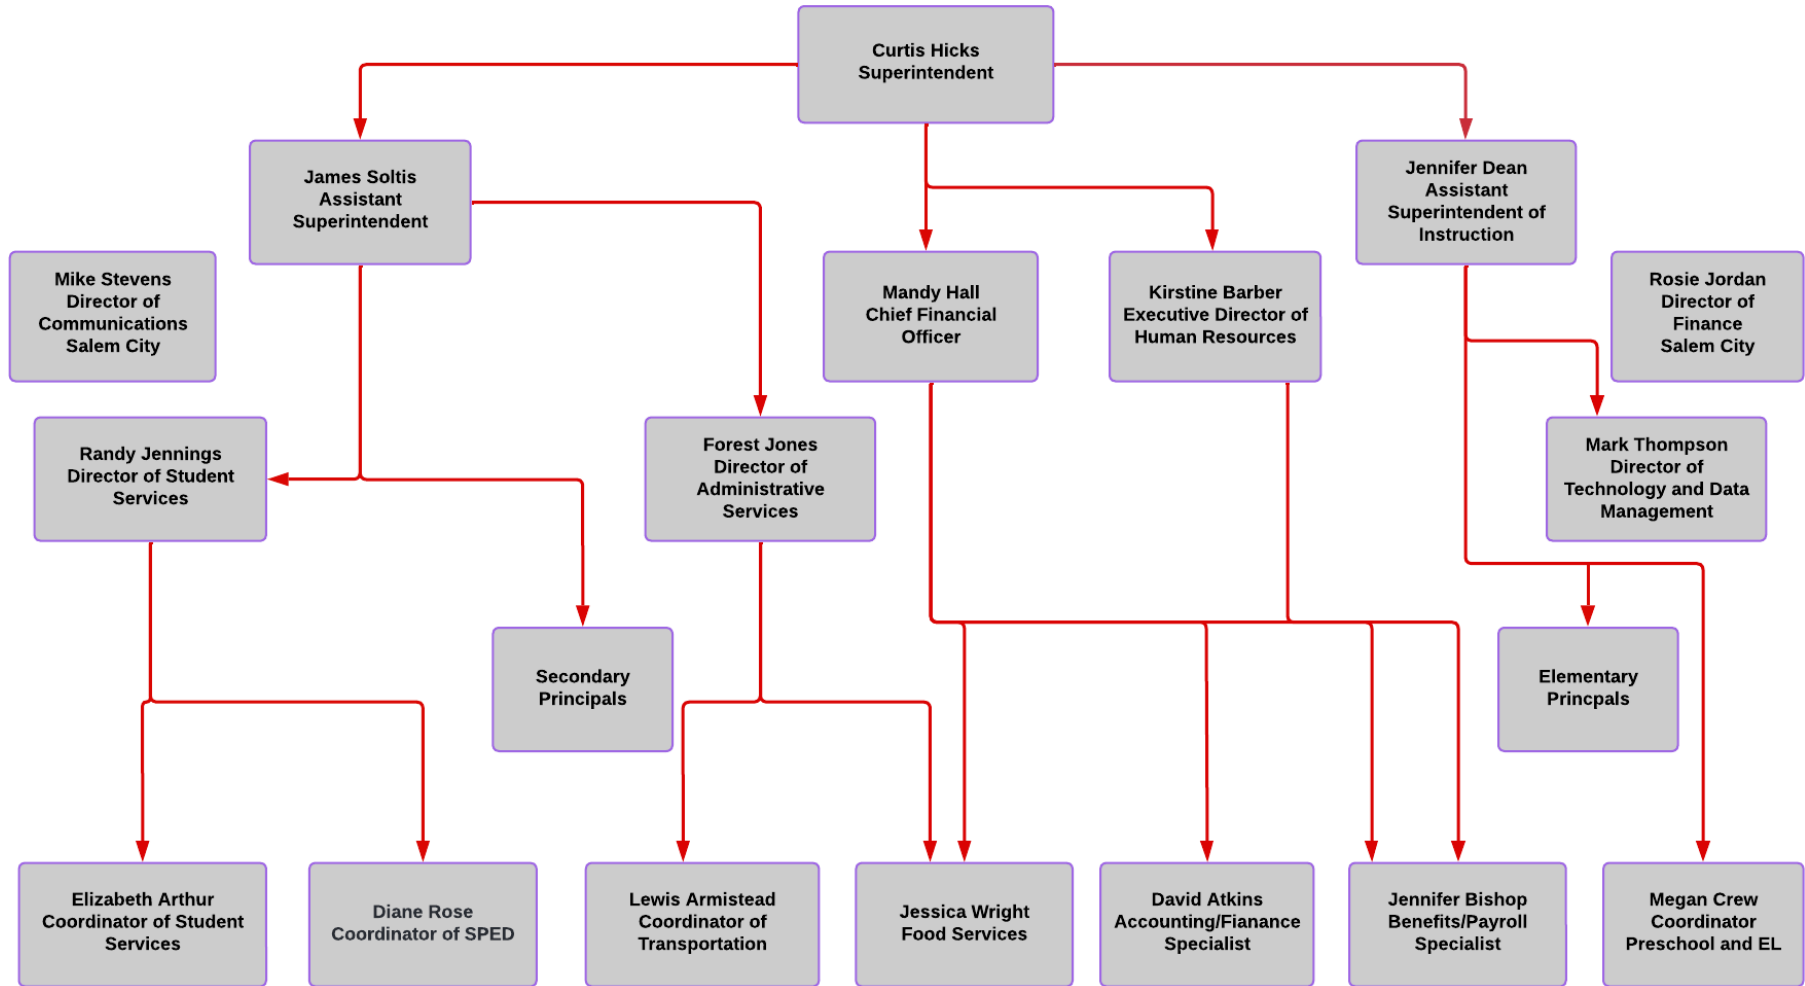 Curtis Hicks
Superintendent
James Soltis
Assistant
Superintendent
Jennifer Dean
Assistant
Superintendent of
Instruction
Mike Stevens
Director of
Communications
Salem City
Mandy Hall
Chief Financial
Officer
Kirstine Barber
Executive Director of
Human Resources
Rosie Jordan
Director of
Finance
Salem City
Randy Jennings
Director of Student
Services
Forest Jones
Director of
Administrative
Services
Mark Thompson
Director of
Technology and Data
Management
Secondary
Principals
Elementary
Princpals
Elizabeth Arthur
Coordinator of Student
Services
Diane Rose
Coordinator of SPED
Lewis Armistead
Coordinator of
Transportation
Jessica Wright
Food Services
David Atkins
Accounting/Fianance
Specialist
Jennifer Bishop
Benefits/Payroll
Specialist
Megan Crew
Coordinator
Preschool and EL